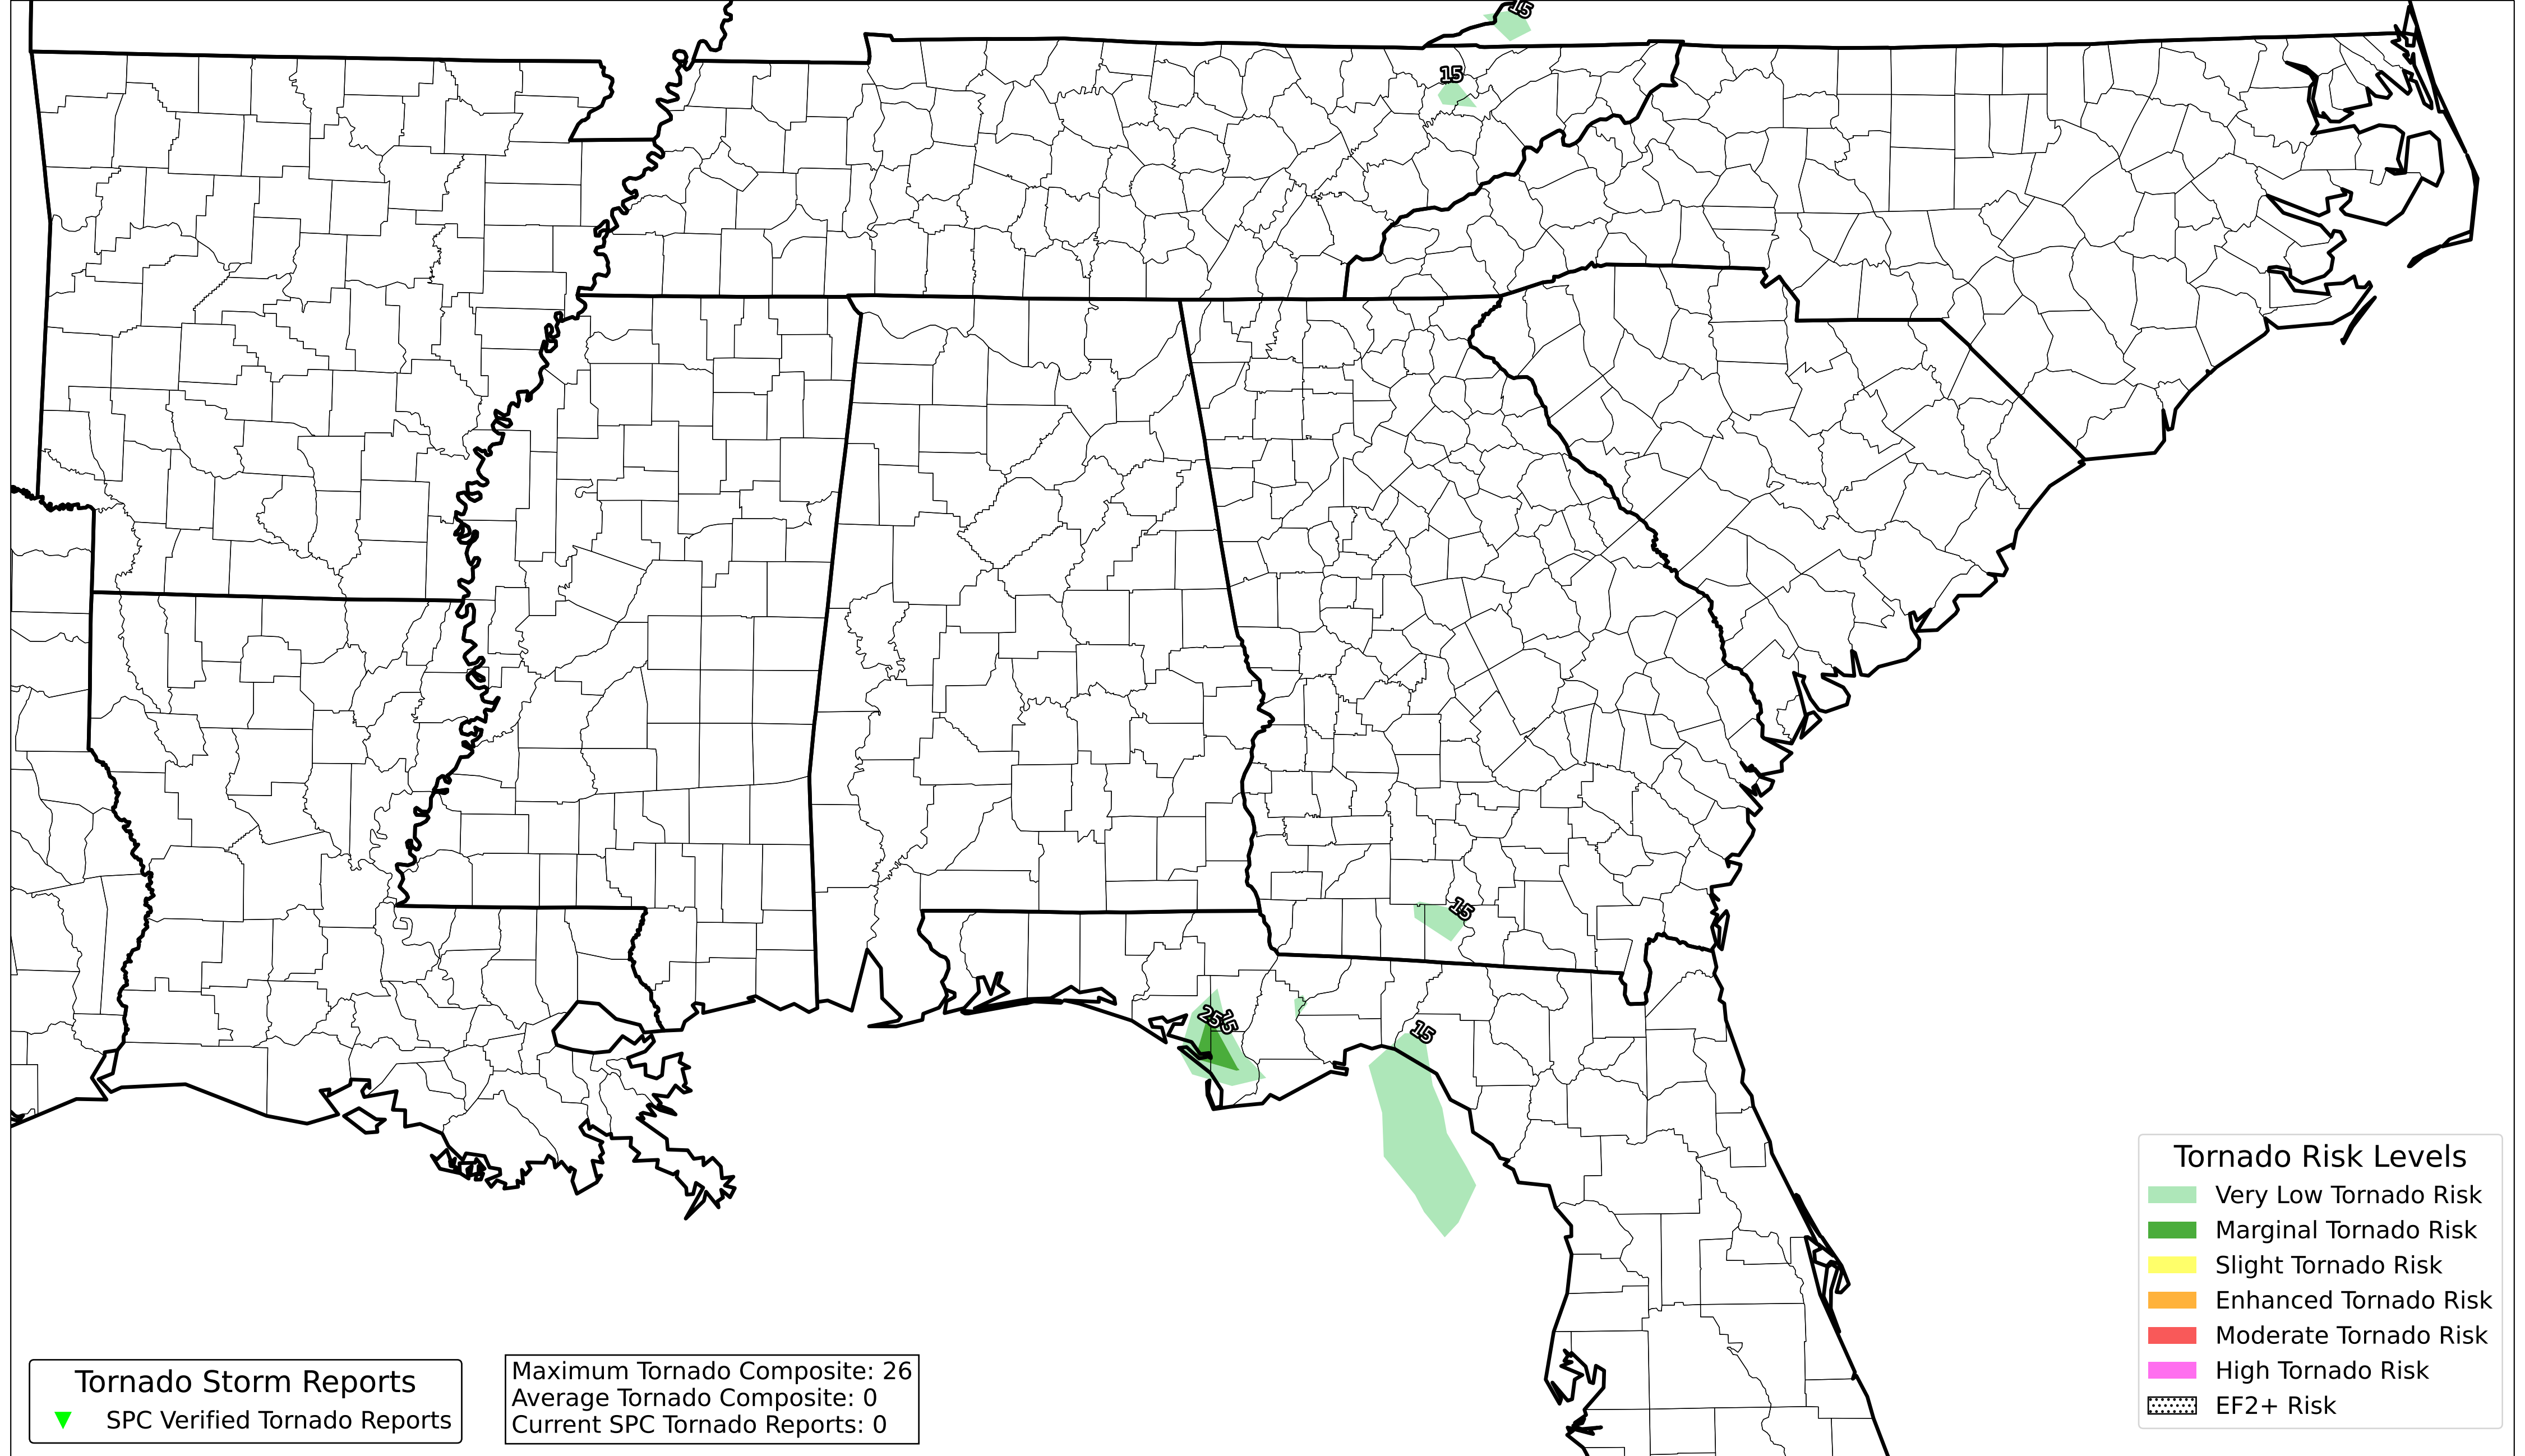 15
15
15
25
15
15
Tornado Risk Levels
Very Low Tornado Risk
Marginal Tornado Risk
Slight Tornado Risk
Enhanced Tornado Risk
Moderate Tornado Risk
High Tornado Risk
EF2+ Risk
Tornado Storm Reports
SPC Verified Tornado Reports
Maximum Tornado Composite: 26
Average Tornado Composite: 0
Current SPC Tornado Reports: 0